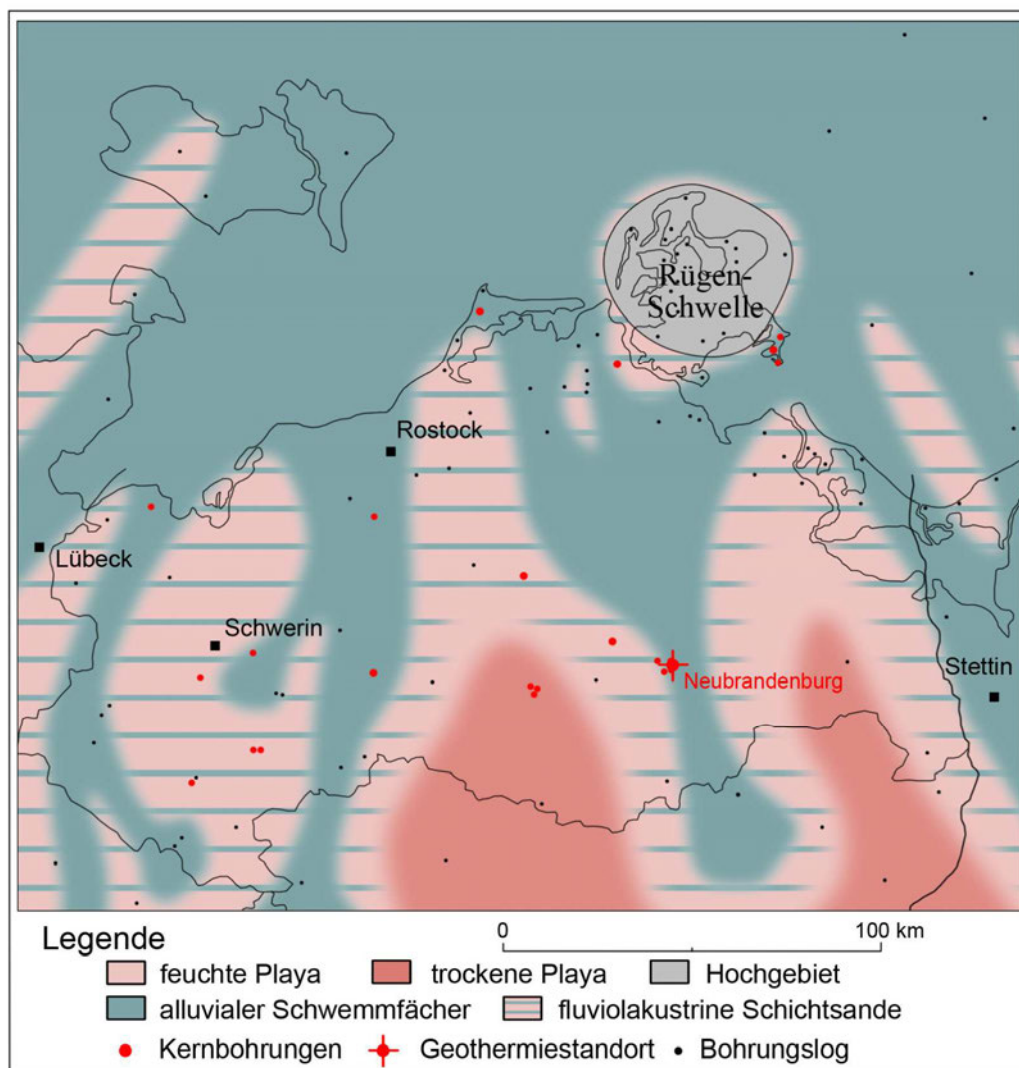 Rügen-
Schwelle
Rostock
Lübeck
Schwerin
Stettin
Neubrandenburg
Legende
0 100 km
feuchte Playa trockene Playa Hochgebiet
alluvialer Schwemmfächer fluviolakustrine Schichtsande
Kernbohrungen Geothermiestandort Bohrungslog